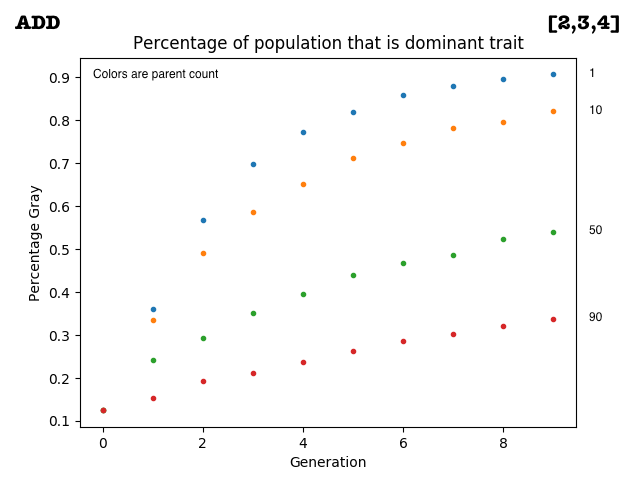 ADD
[2,3,4]
Percentage of population that is dominant trait
Colors are parent count
Percentage Gray
0.9
0.8
0.7
0.6
0.5
0.4
0.3
0.2
0.1
1
10
50
90
0 2 4 6 8
Generation